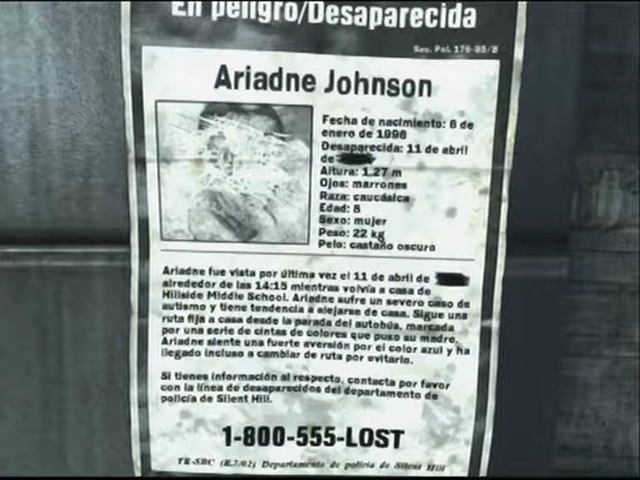 En peligro/Desaparecida
Sec. Pol. 176-95/B
Ariadne Johnson
Fecha de nacimiento: 6 de
enero de 1998
Desaparecida: 11 de abril
de
Altura: 1,27 m
Ojos: marrones
Raza: caucásica
Edad: 8
Sexo: mujer
Peso: 22 kg
Pelo: castaño oscuro
Ariadne fue vista por última vez el 11 de abril de
alrededor de las 14:15 mientras volvía a casa de
Hillside Middle School. Ariadne sufre un severo caso de
autismo y tiene tendencia a alejarse de casa. Sigue una
ruta fija a casa desde la parada del autobús, marcada
por una serie de cintas de colores que puso su madre.
Ariadne siente una fuerte aversión por el color azul y ha
llegado incluso a cambiar de ruta por evitarlo.
Si tienes información al respecto, contacta por favor
con la línea de desaparecidos del departamento de
policía de Silent Hill.
1-800-555-LOST
TR-SBC (R.7/02) Departamento de policía de Silent Hill